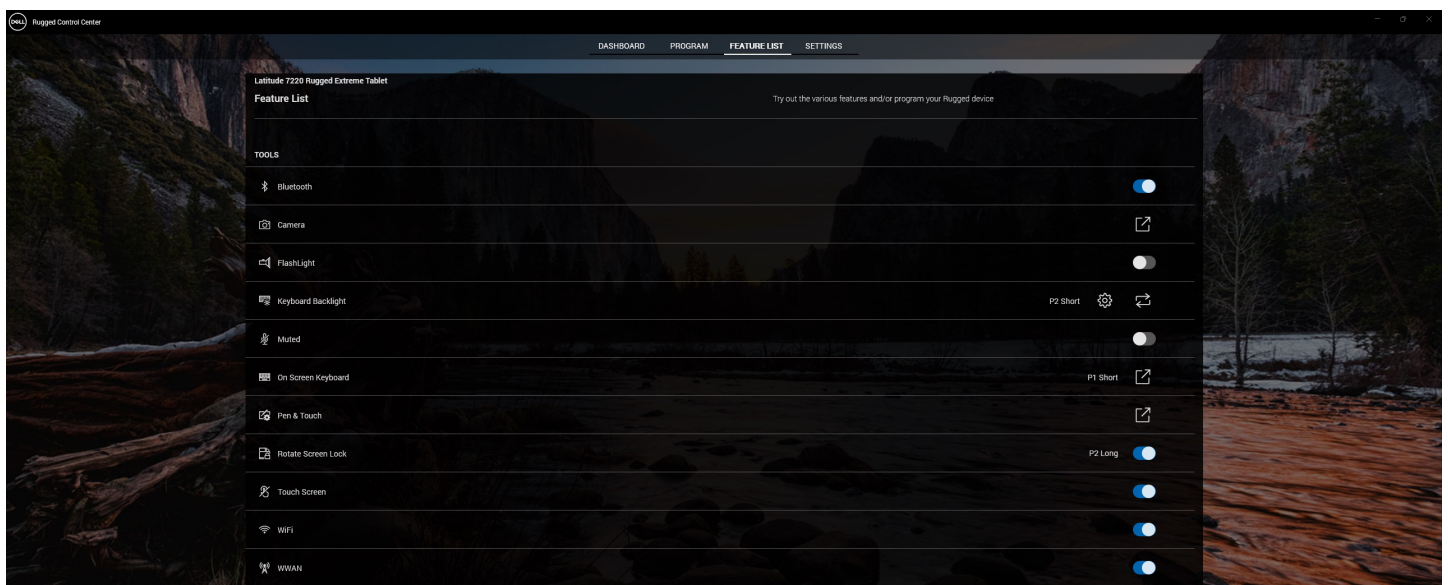 DELL Rugged Control Center
DASHBOARD PROGRAM FEATURE LIST SETTINGS
Latitude 7220 Rugged Extreme Tablet
Feature List Try out the various features and/or program your Rugged device
TOOLS
Bluetooth
Camera
FlashLight
Keyboard Backlight P2 Short
Muted
On Screen Keyboard P1 Short
Pen & Touch
Rotate Screen Lock P2 Long
Touch Screen
WiFi
WWAN